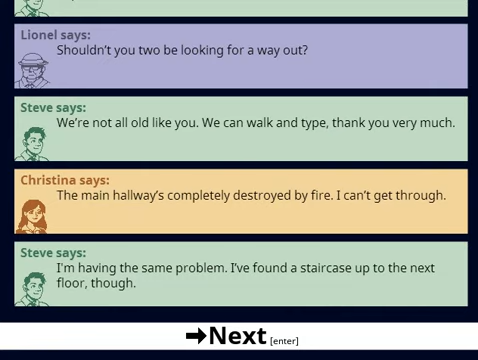 Lionel says:
Shouldn’t you two be looking for a way out?
Steve says:
We’re not all old like you. We can walk and type, thank you very much.
Christina says:
The main hallway’s completely destroyed by fire. I can’t get through.
Steve says:
I'm having the same problem. I’ve found a staircase up to the next
floor, though.
➡Next [enter]